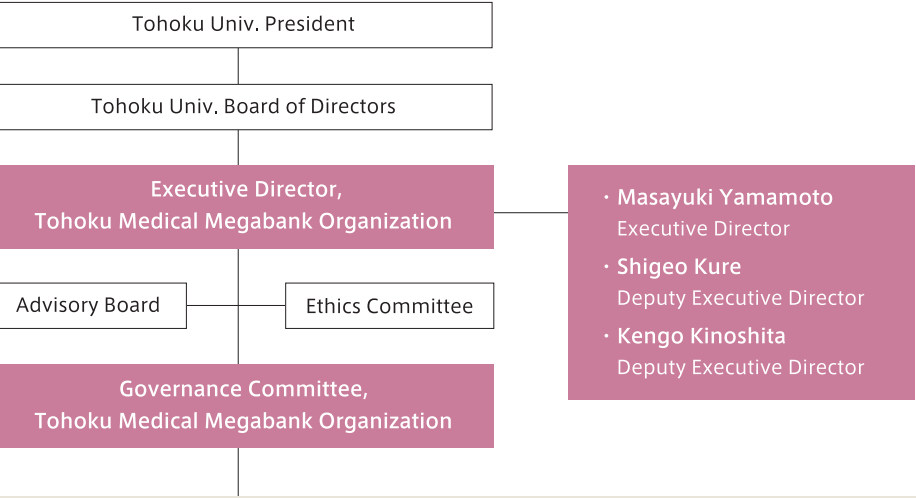 Tohoku Univ. President
Tohoku Univ. Board of Directors
Executive Director,
Tohoku Medical Megabank Organization
・Masayuki Yamamoto
Executive Director
・Shigeo Kure
Deputy Executive Director
・Kengo Kinoshita
Deputy Executive Director
Advisory Board
Ethics Committee
Governance Committee,
Tohoku Medical Megabank Organization